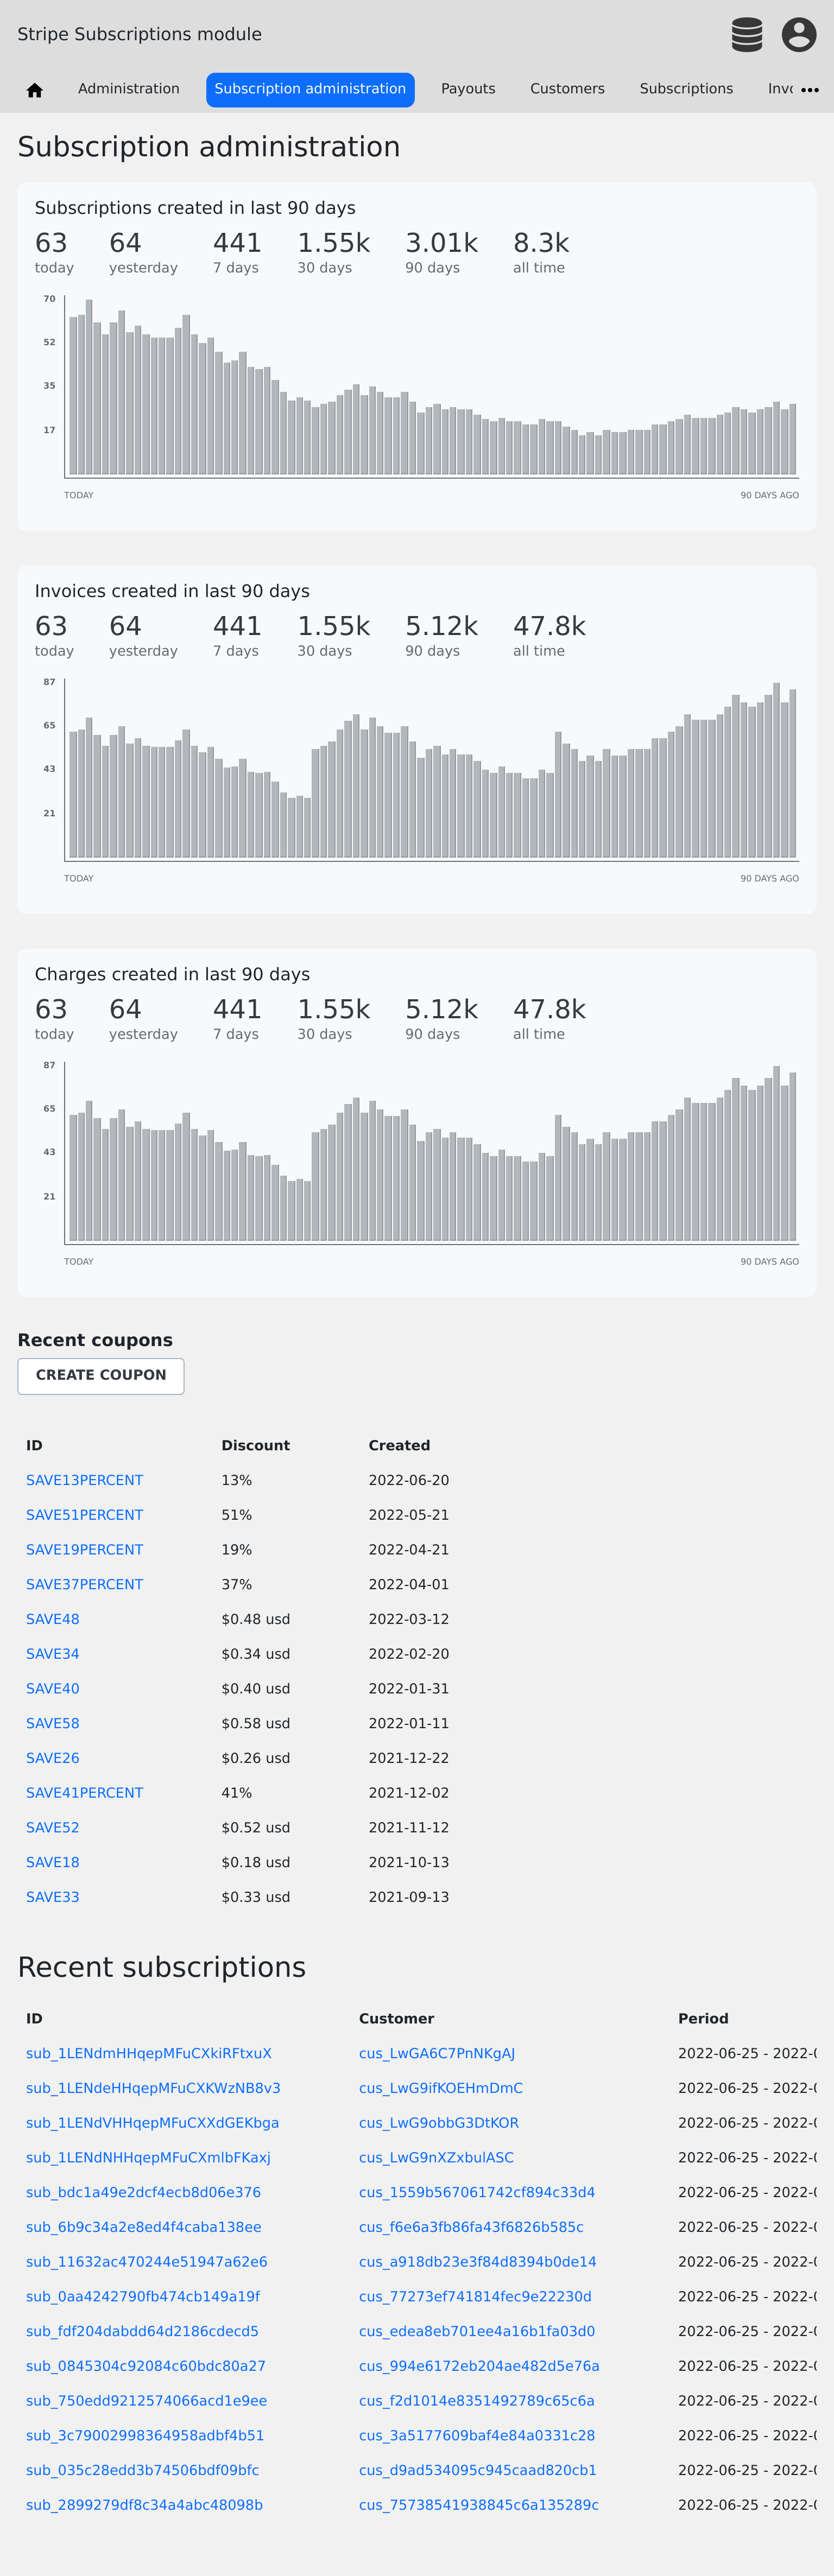 Stripe Subscriptions module
Administration Subscription administration Payouts Customers Subscriptions
Subscription administration
Subscriptions created in last 90 days
63 64 441 1.55k 3.01k 8.3k
today yesterday 7 days 30 days 90 days all time
70
52
35
17
TODAY 90 DAYS AGO
Invoices created in last 90 days
63 64 441 1.55k 5.12k 47.8k
today yesterday 7 days 30 days 90 days all time
87
65
43
21
TODAY 90 DAYS AGO
Charges created in last 90 days
63 64 441 1.55k 5.12k 47.8k
today yesterday 7 days 30 days 90 days all time
87
65
43
21
TODAY 90 DAYS AGO
Recent coupons
CREATE COUPON
ID Discount Created
SAVE13PERCENT 13% 2022-06-20
SAVE51PERCENT 51% 2022-05-21
SAVE19PERCENT 19% 2022-04-21
SAVE37PERCENT 37% 2022-04-01
SAVE48 $0.48 usd 2022-03-12
SAVE34 $0.34 usd 2022-02-20
SAVE40 $0.40 usd 2022-01-31
SAVE58 $0.58 usd 2022-01-11
SAVE26 $0.26 usd 2021-12-22
SAVE41PERCENT 41% 2021-12-02
SAVE52 $0.52 usd 2021-11-12
SAVE18 $0.18 usd 2021-10-13
SAVE33 $0.33 usd 2021-09-13
Recent subscriptions
ID Customer Period
sub_1LENdmHHqepMFuCXkiRFtxuX cus_LwGA6C7PnNKgAJ 2022-06-25 - 2022-
sub_1LENdeHHqepMFuCXKWzNB8v3 cus_LwG9ifKOEHmDmC 2022-06-25 - 2022-
sub_1LENdVHHqepMFuCXXdGEKbga cus_LwG9obbG3DtKOR 2022-06-25 - 2022-
sub_1LENdNHHqepMFuCXmlbFKaxj cus_LwG9nXZxbulASC 2022-06-25 - 2022-
sub_bdc1a49e2dcf4ecb8d06e376 cus_1559b567061742cf894c33d4 2022-06-25 - 2022-
sub_6b9c34a2e8ed4f4caba138ee cus_f6e6a3fb86fa43f6826b585c 2022-06-25 - 2022-
sub_11632ac470244e51947a62e6 cus_a918db23e3f84d8394b0de14 2022-06-25 - 2022-
sub_0aa4242790fb474cb149a19f cus_77273ef741814fec9e22230d 2022-06-25 - 2022-
sub_fdf204dabdd64d2186cdecd5 cus_edea8eb701ee4a16b1fa03d0 2022-06-25 - 2022-
sub_0845304c92084c60bdc80a27 cus_994e6172eb204ae482d5e76a 2022-06-25 - 2022-
sub_750edd9212574066acd1e9ee cus_f2d1014e8351492789c65c6a 2022-06-25 - 2022-
sub_3c79002998364958adbf4b51 cus_3a5177609baf4e84a0331c28 2022-06-25 - 2022-
sub_035c28edd3b74506bdf09bfc cus_d9ad534095c945caad820cb1 2022-06-25 - 2022-
sub_2899279df8c34a4abc48098b cus_75738541938845c6a135289c 2022-06-25 - 2022-